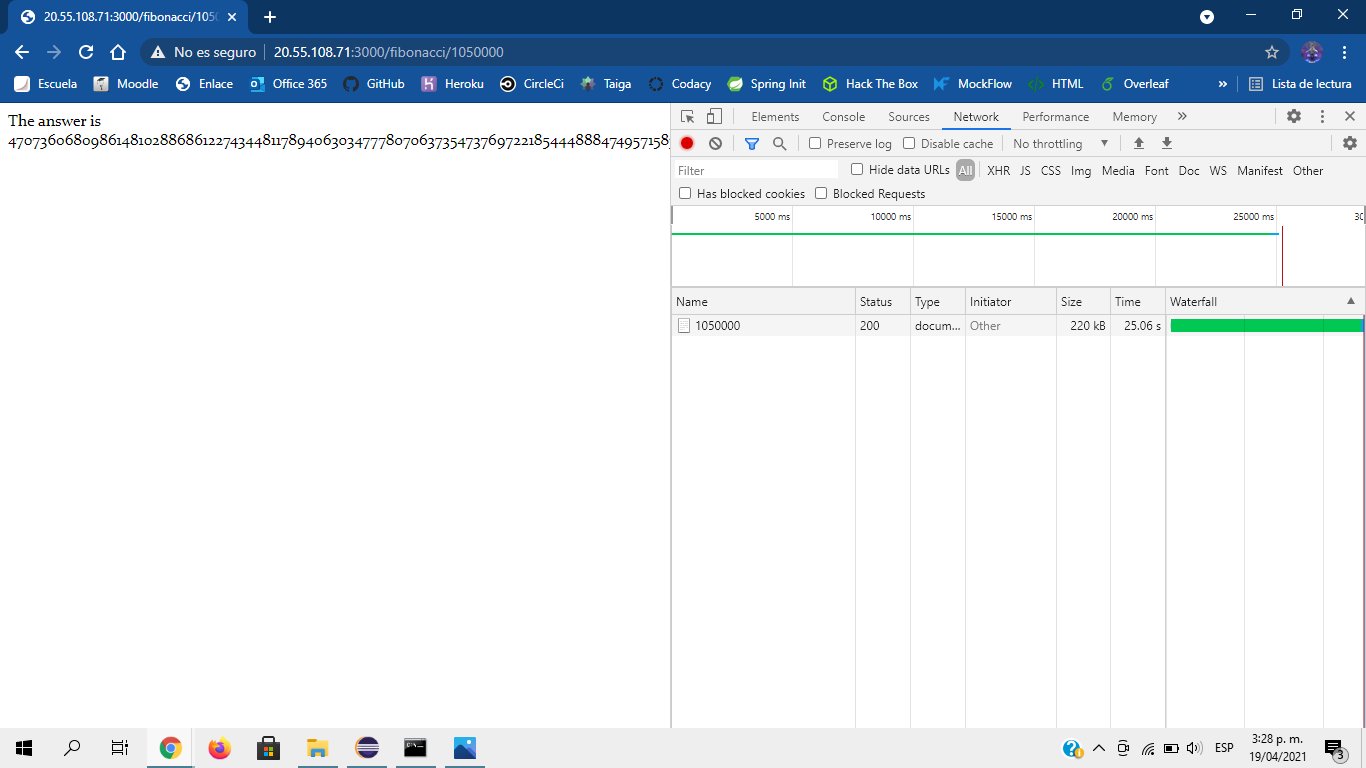 20.55.108.71:3000/fibonacci/1050
No es seguro 20.55.108.71:3000/fibonacci/1050000
Escuela Moodle Enlace Office 365 GitHub Heroku CircleCi Taiga Codacy Spring Init Hack The Box MockFlow HTML Overleaf » Lista de lectura
The answer is
4707360680986148102886861227434481178940630347778070637354737697221854448884749571 58
Elements Console Sources Network Performance Memory »
Preserve log Disable cache No throttling
Filter Hide data URLs All XHR JS CSS Img Media Font Doc WS Manifest Other
Has blocked cookies Blocked Requests
5000 ms 10000 ms 15000 ms 20000 ms 25000 ms 30
Name Status Type Initiator Size Time Waterfall
1050000 200 docum... Other 220 kB 25.06 s
ESP
3:28 p. m.
19/04/2021
3